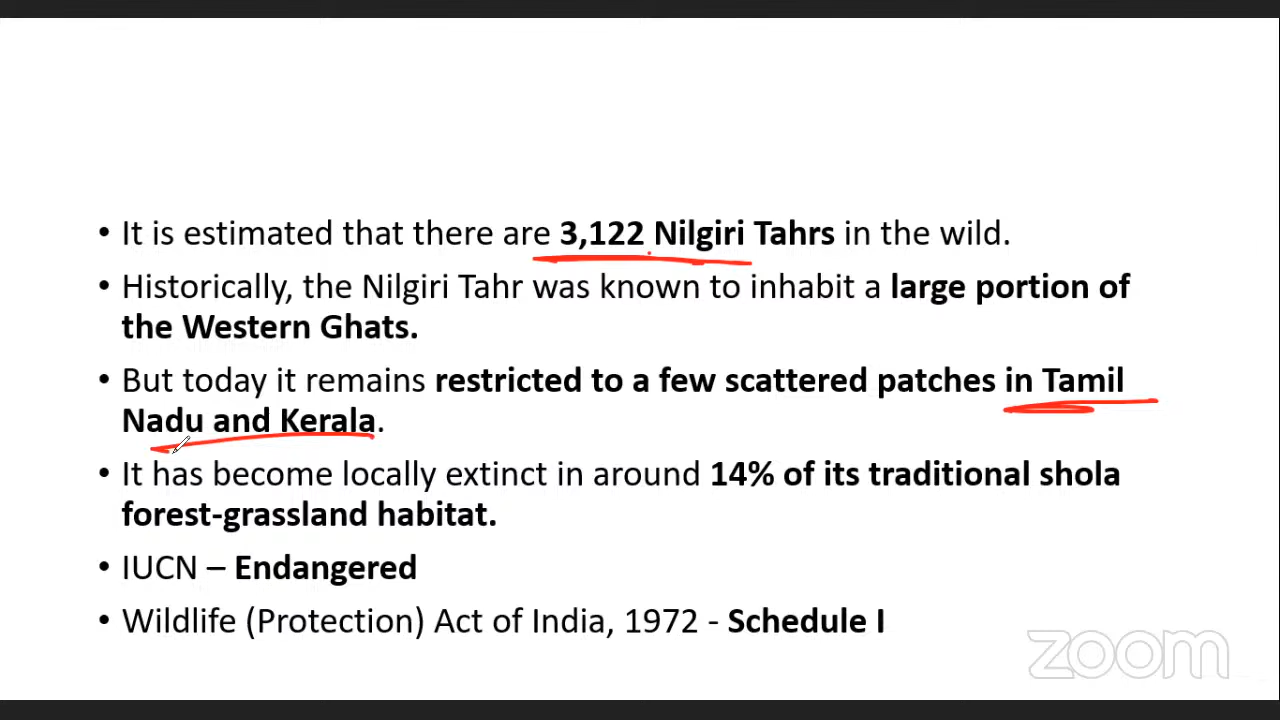 • It is estimated that there are 3,122 Nilgiri Tahrs in the wild.
• Historically, the Nilgiri Tahr was known to inhabit a large portion of
the Western Ghats.
• But today it remains restricted to a few scattered patches in Tamil
Nadu and Kerala.
• It has become locally extinct in around 14% of its traditional shola
forest-grassland habitat.
• IUCN – Endangered
• Wildlife (Protection) Act of India, 1972 - Schedule I
zoom